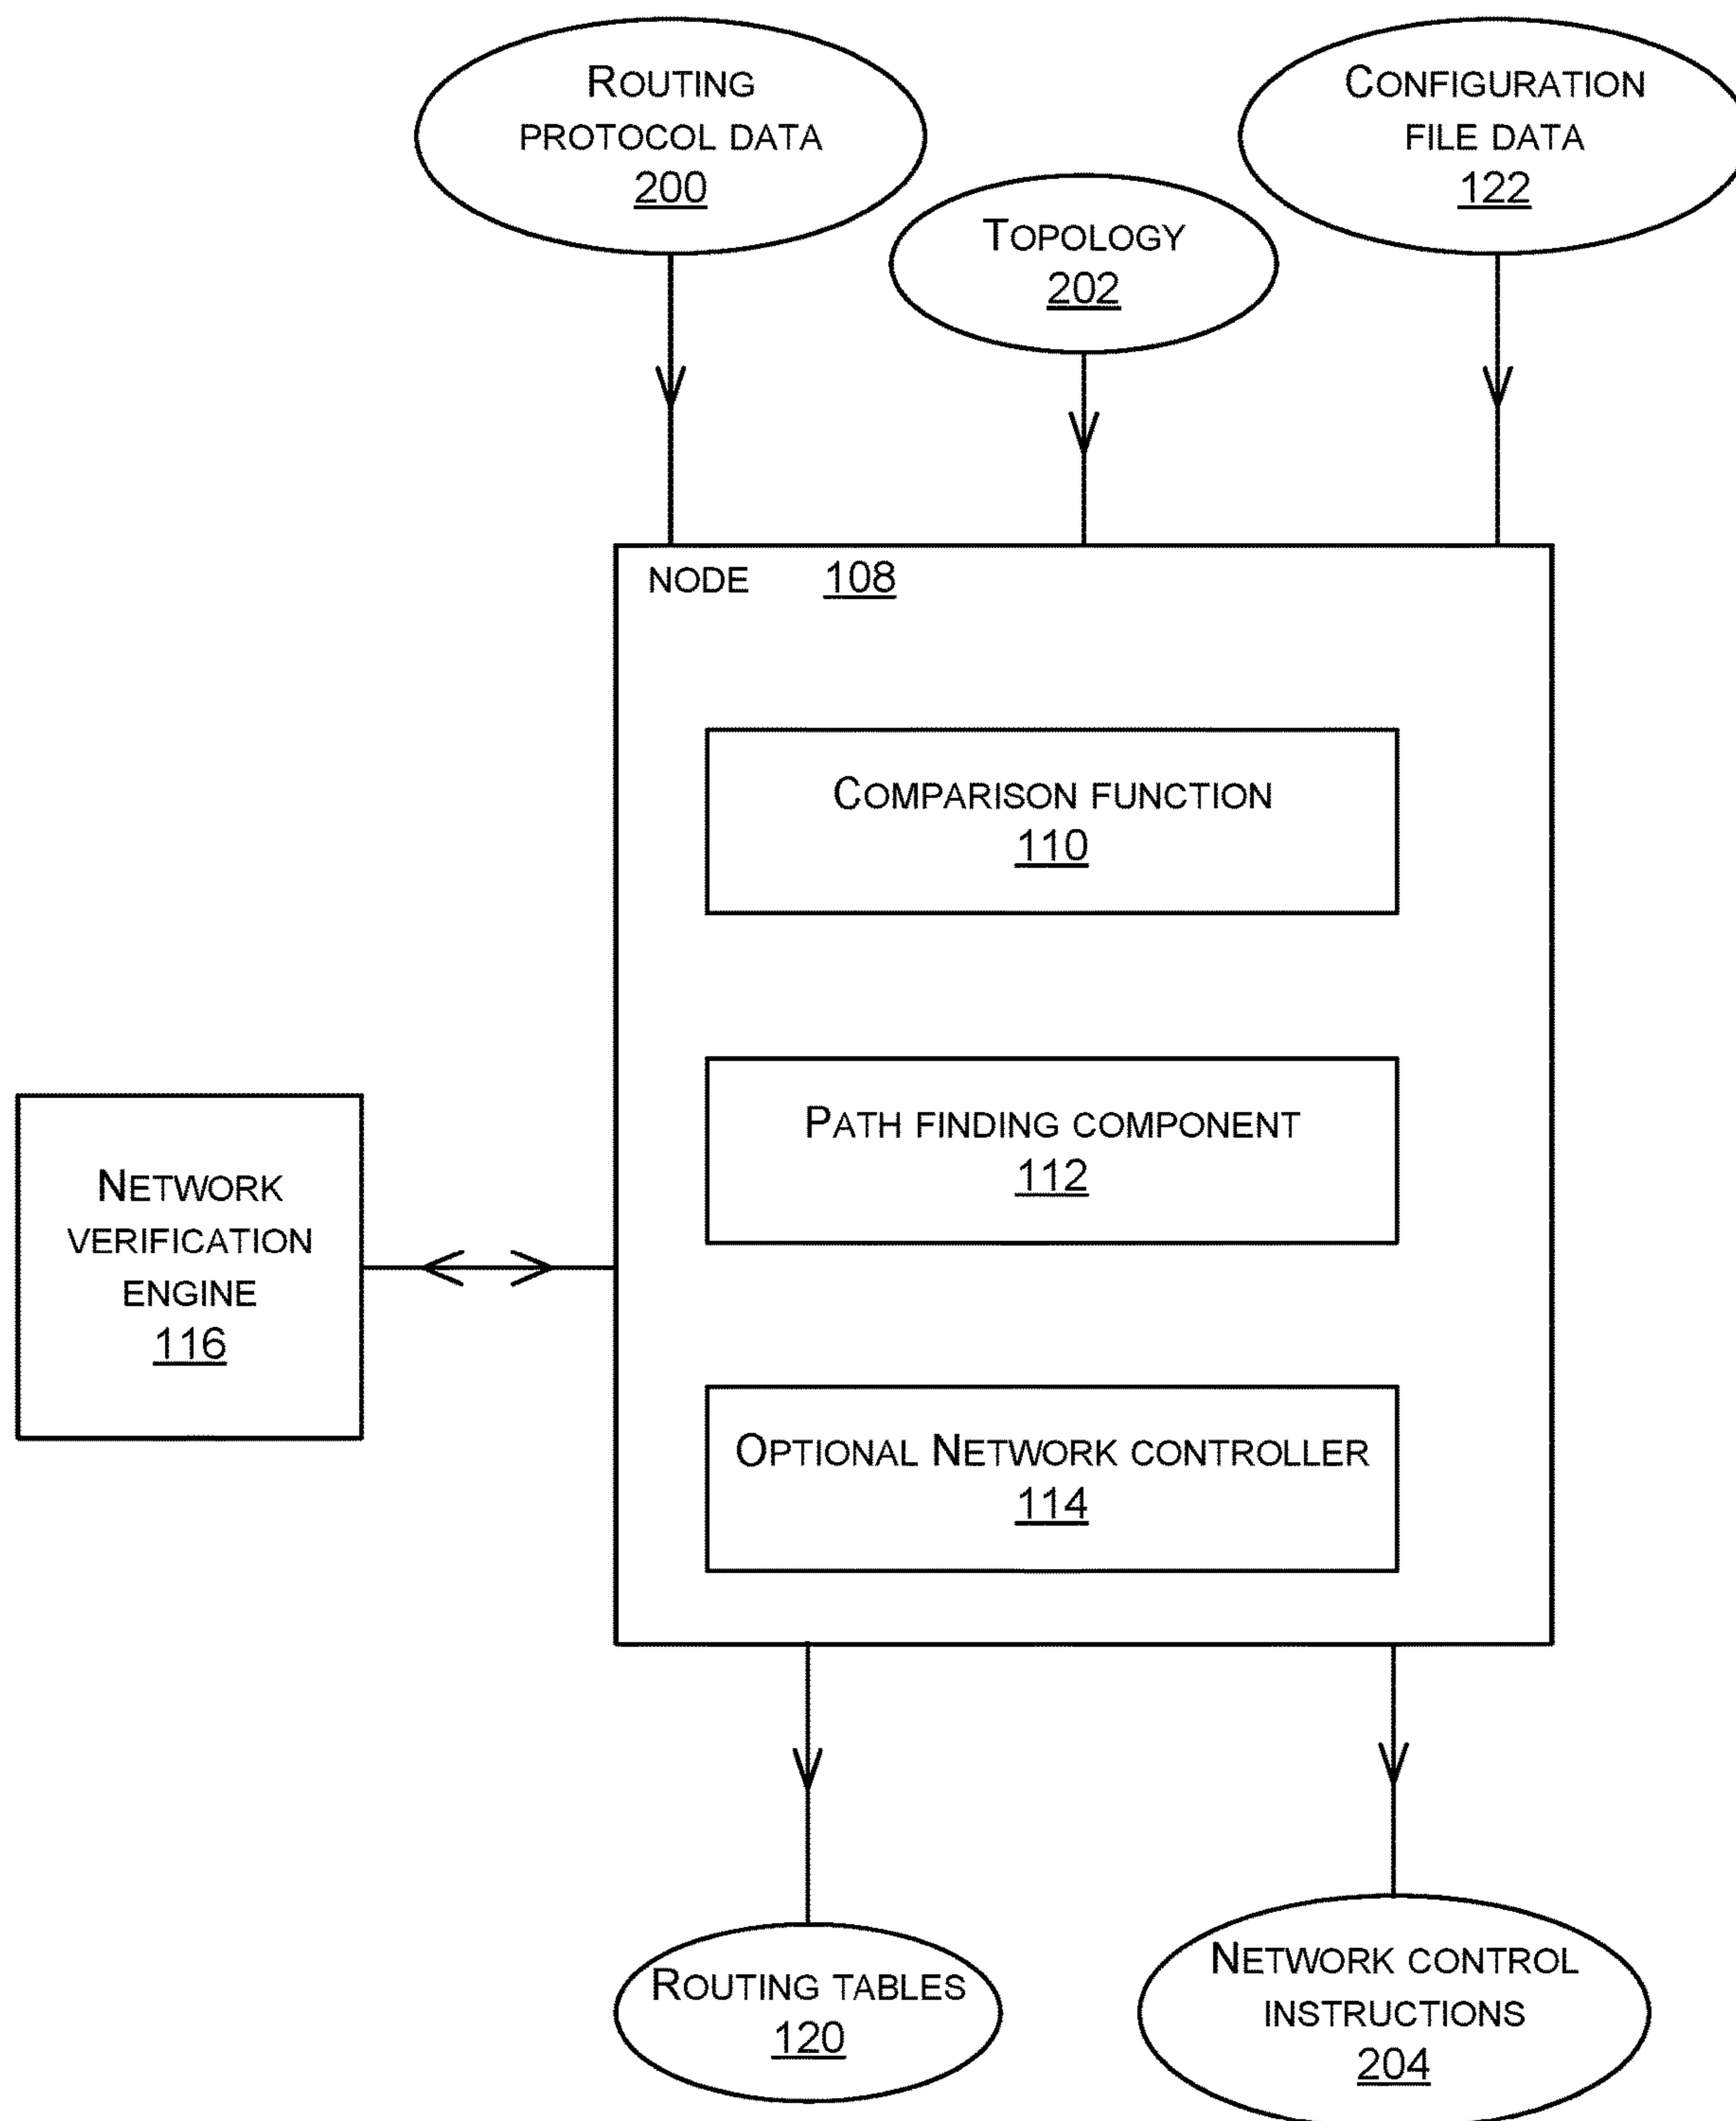 ROUTING
PROTOCOL DATA
200
CONFIGURATION
FILE DATA
122
TOPOLOGY
202
NODE 108
COMPARISON FUNCTION
110
PATH FINDING COMPONENT
112
NETWORK
VERIFICATION
ENGINE
116
OPTIONAL NETWORK CONTROLLER
114
ROUTING TABLES
120
NETWORK CONTROL
INSTRUCTIONS
204